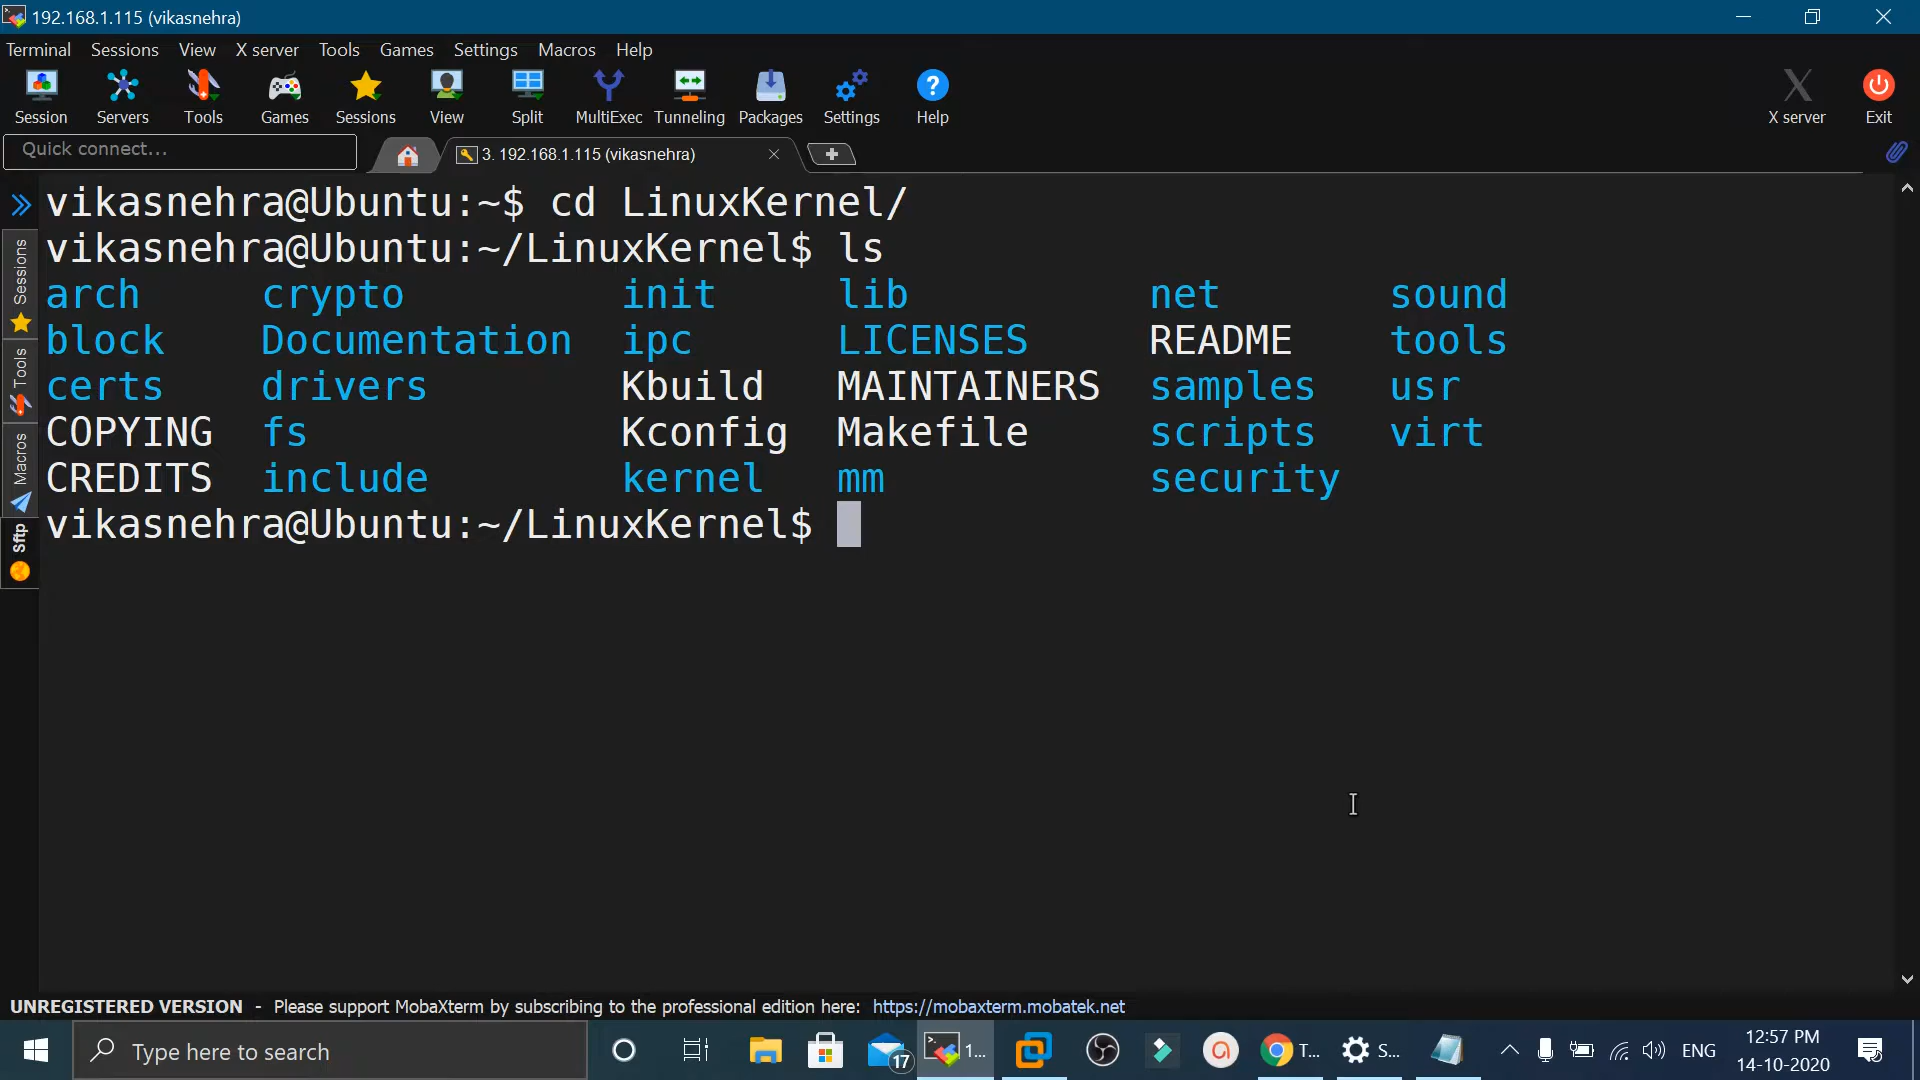 192.168.1.115 (vikasnehra)
Terminal Sessions View X server Tools Games Settings Macros Help
Session Servers Tools Games Sessions View Split MultiExec Tunneling Packages Settings Help X server Exit
Quick connect... 3. 192.168.1.115 (vikasnehra)
vikasnehra@Ubuntu:~$ cd LinuxKernel/
vikasnehra@Ubuntu:~/LinuxKernel$ ls
arch crypto init lib net sound
block Documentation ipc LICENSES README tools
certs drivers Kbuild MAINTAINERS samples usr
COPYING fs Kconfig Makefile scripts virt
CREDITS include kernel mm security
vikasnehra@Ubuntu:~/LinuxKernel$
Sessions
Tools
Macros
Sftp
UNREGISTERED VERSION - Please support MobaXterm by subscribing to the professional edition here: https://mobaxterm.mobatek.net
Type here to search 17 1... T... S... ENG 12:57 PM
14-10-2020